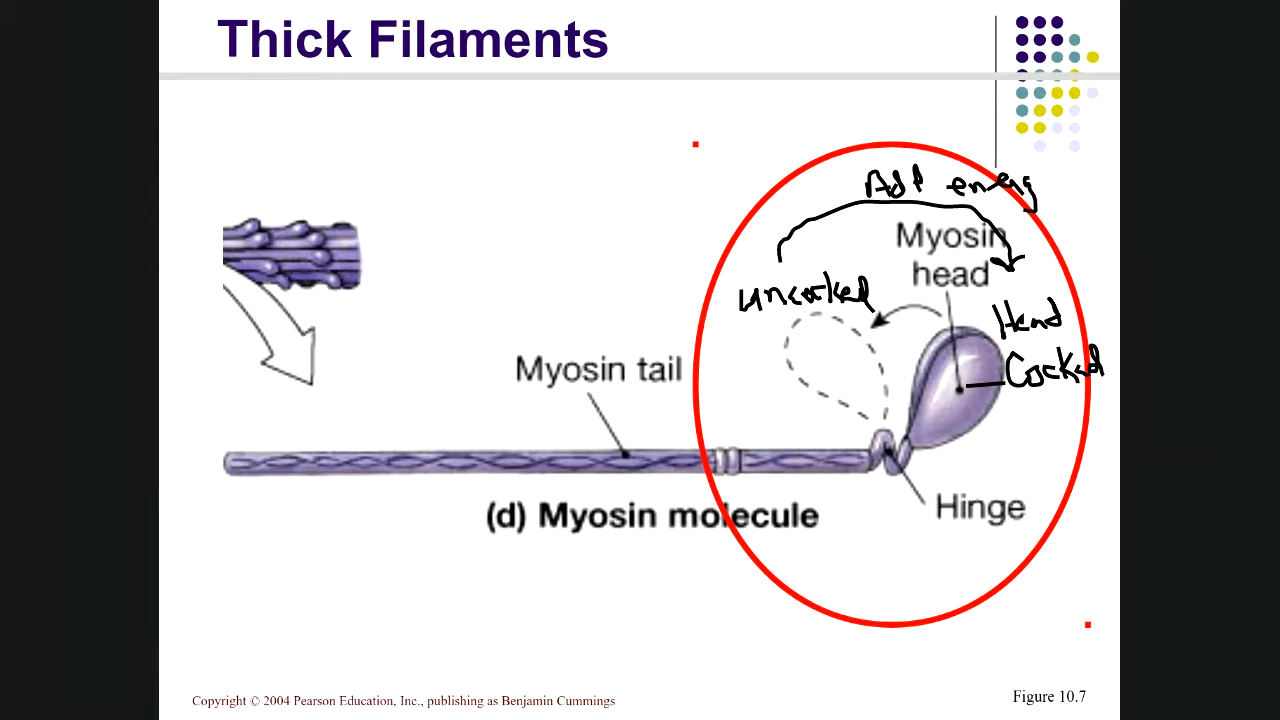 Thick Filaments
Add energy
Myosin
head
uncocked
Head
Cocked
Myosin tail
Hinge
(d) Myosin molecule
Copyright © 2004 Pearson Education, Inc., publishing as Benjamin Cummings
Figure 10.7